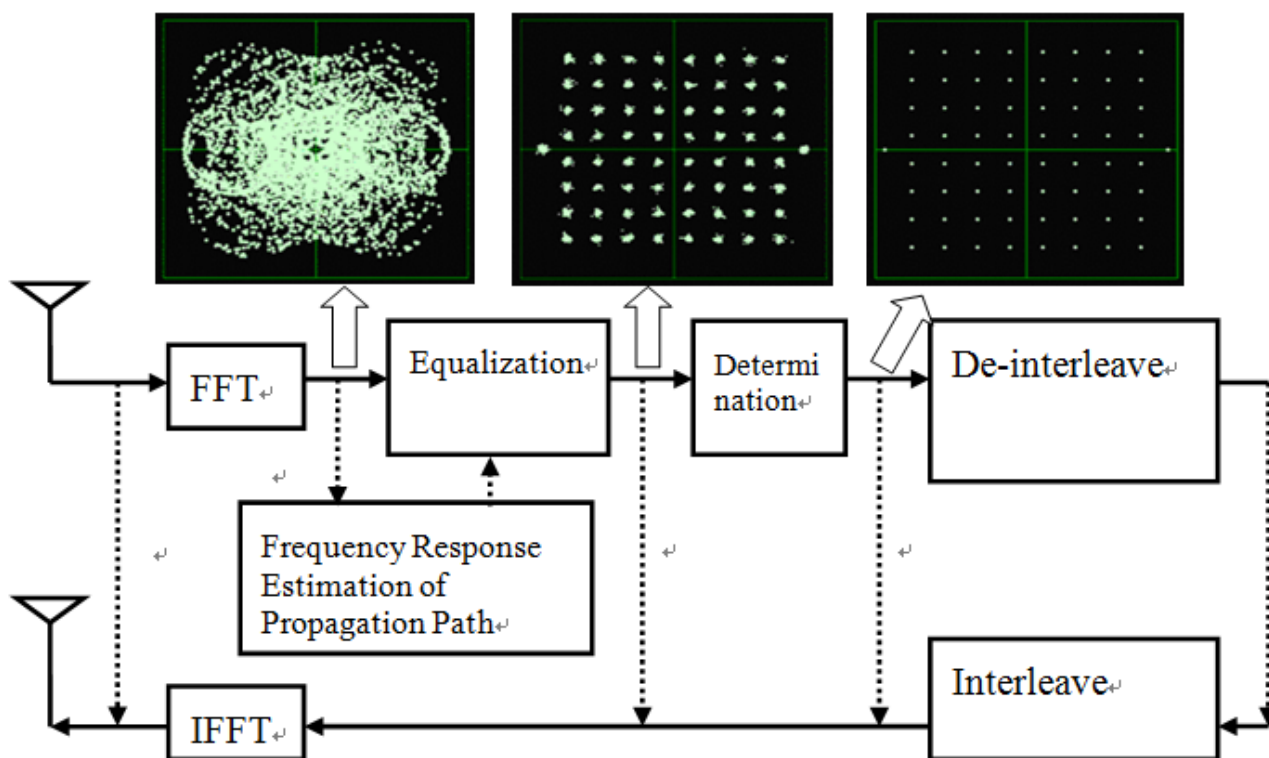 FFT↵
Equalization↵
Determi
nation↵
De-interleave↵
↵
Frequency Response
Estimation of
Propagation Path↵
↵
↵
↵
IFFT↵
Interleave↵